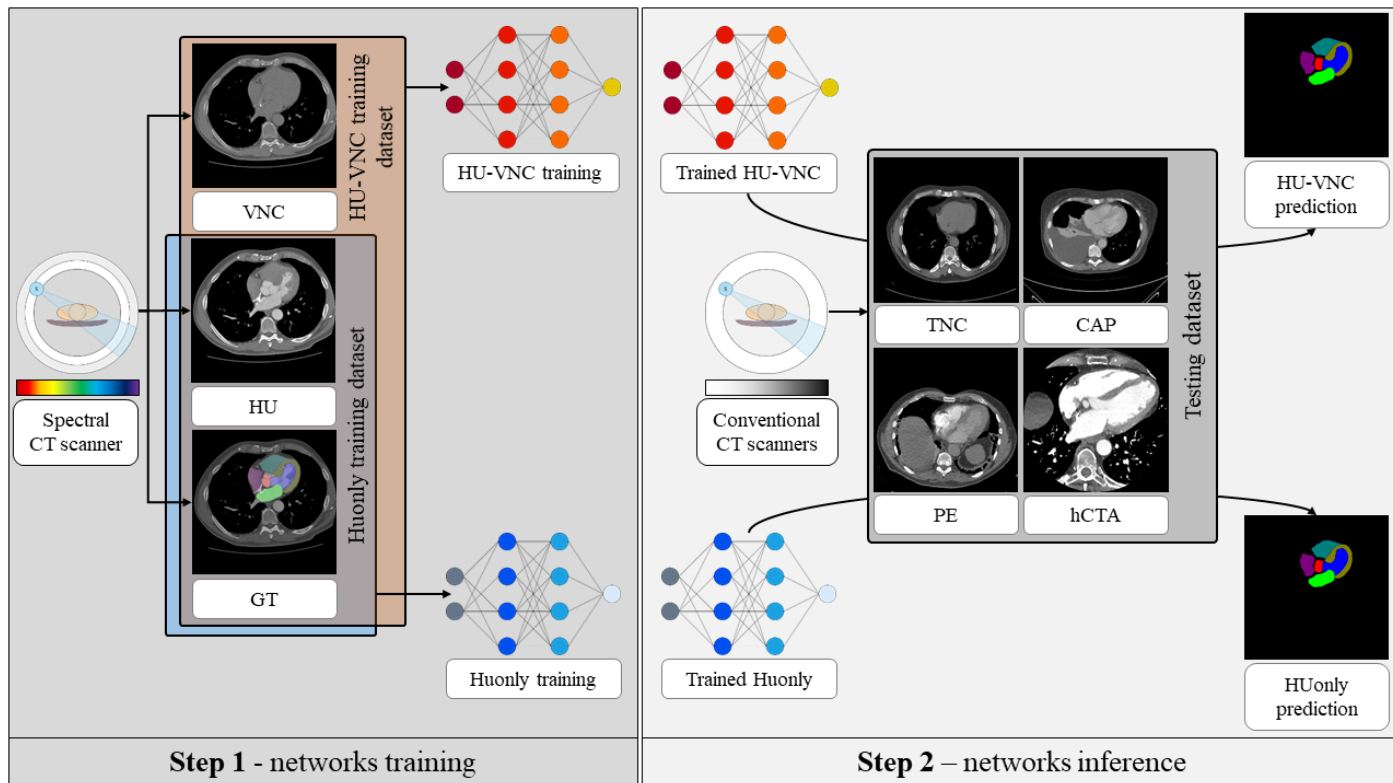 VNC
HU-VNC training
dataset
HU-VNC training
HU
Huonly training dataset
Spectral
CT scanner
GT
Huonly training
Step 1 - networks training
Trained HU-VNC
TNC
CAP
Testing dataset
HU-VNC
prediction
Conventional
CT scanners
PE
hCTA
Trained Huonly
HUonly
prediction
Step 2 – networks inference